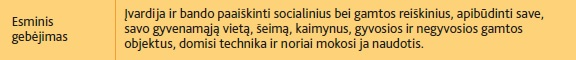 Esminis
gebėjimas
Įvardija ir bando paaiškinti socialinius bei gamtos reiškinius, apibūdinti save,
savo gyvenamąją vietą, šeimą, kaimynus, gyvosios ir negyvosios gamtos
objektus, domisi technika ir noriai mokosi ja naudotis.